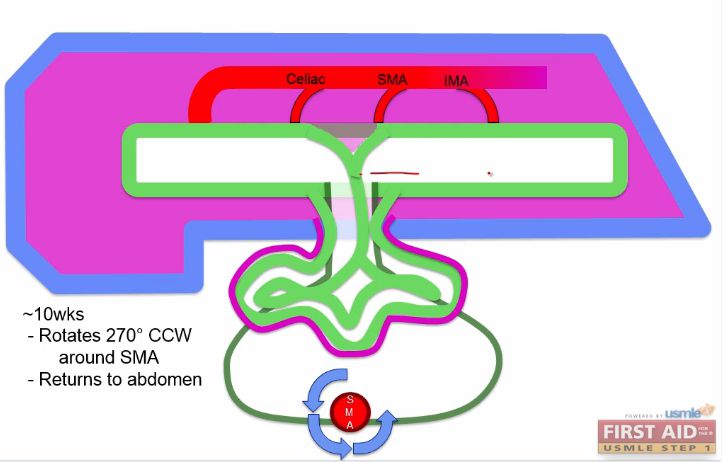 Celiac SMA IMA
~10wks
- Rotates 270° CCW
around SMA
- Returns to abdomen
S
M
A
POWERED BY usmle
FIRST AID FOR THE
USMLE STEP 1